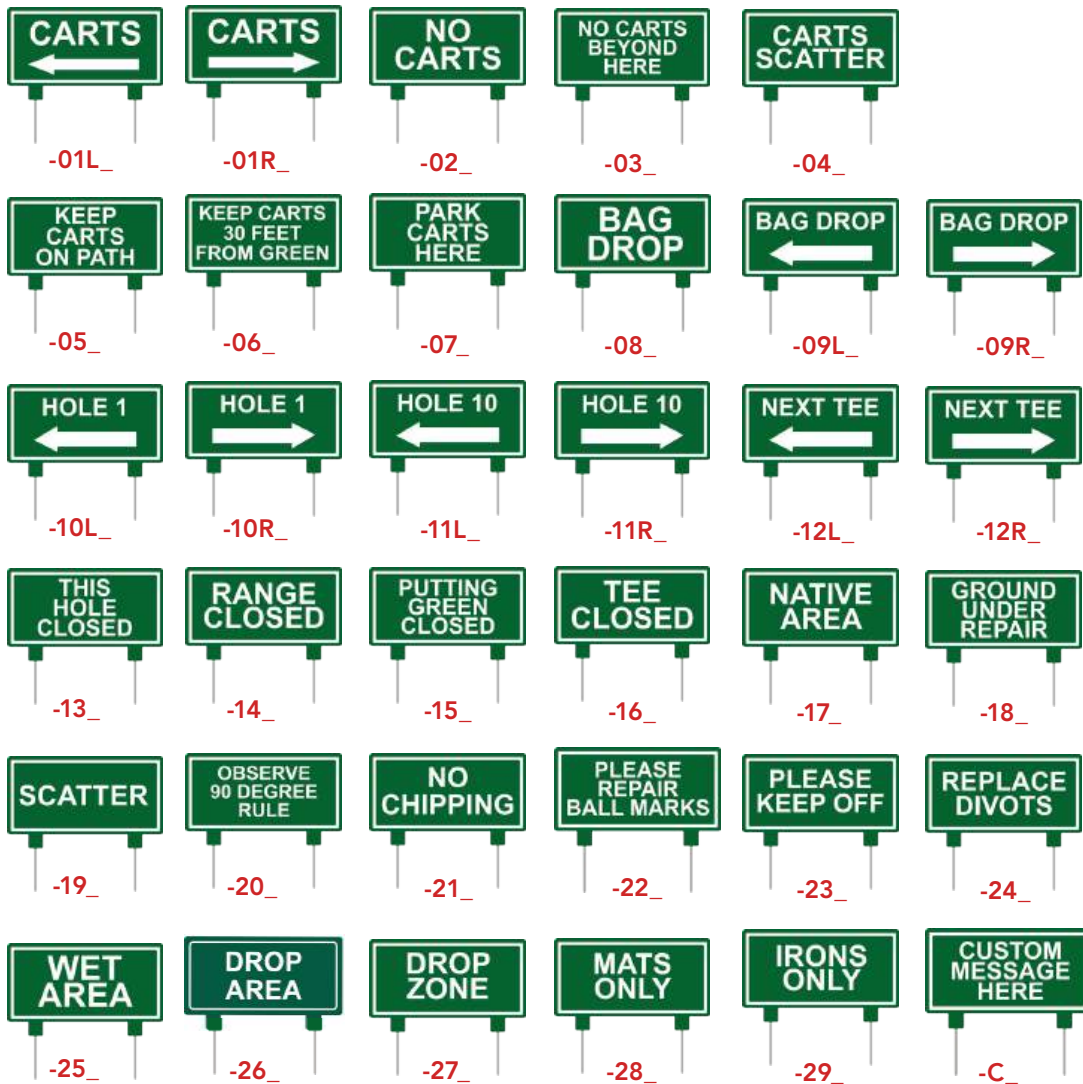 CARTS
-01L_
CARTS
-01R_
NO
CARTS
-02_
NO CARTS
BEYOND
HERE
-03_
CARTS
SCATTER
-04_
KEEP
CARTS
ON PATH
-05_
KEEP CARTS
30 FEET
FROM GREEN
-06_
PARK
CARTS
HERE
-07_
BAG
DROP
-08_
BAG DROP
-09L_
BAG DROP
-09R_
HOLE 1
-10L_
HOLE 1
-10R_
HOLE 10
-11L_
HOLE 10
-11R_
NEXT TEE
-12L_
NEXT TEE
-12R_
THIS
HOLE
CLOSED
-13_
RANGE
CLOSED
-14_
PUTTING
GREEN
CLOSED
-15_
TEE
CLOSED
-16_
NATIVE
AREA
-17_
GROUND
UNDER
REPAIR
-18_
SCATTER
-19_
OBSERVE
90 DEGREE
RULE
-20_
NO
CHIPPING
-21_
PLEASE
REPAIR
BALL MARKS
-22_
PLEASE
KEEP OFF
-23_
REPLACE
DIVOTS
-24_
WET
AREA
-25_
DROP
AREA
-26_
DROP
ZONE
-27_
MATS
ONLY
-28_
IRONS
ONLY
-29_
CUSTOM
MESSAGE
HERE
-C_